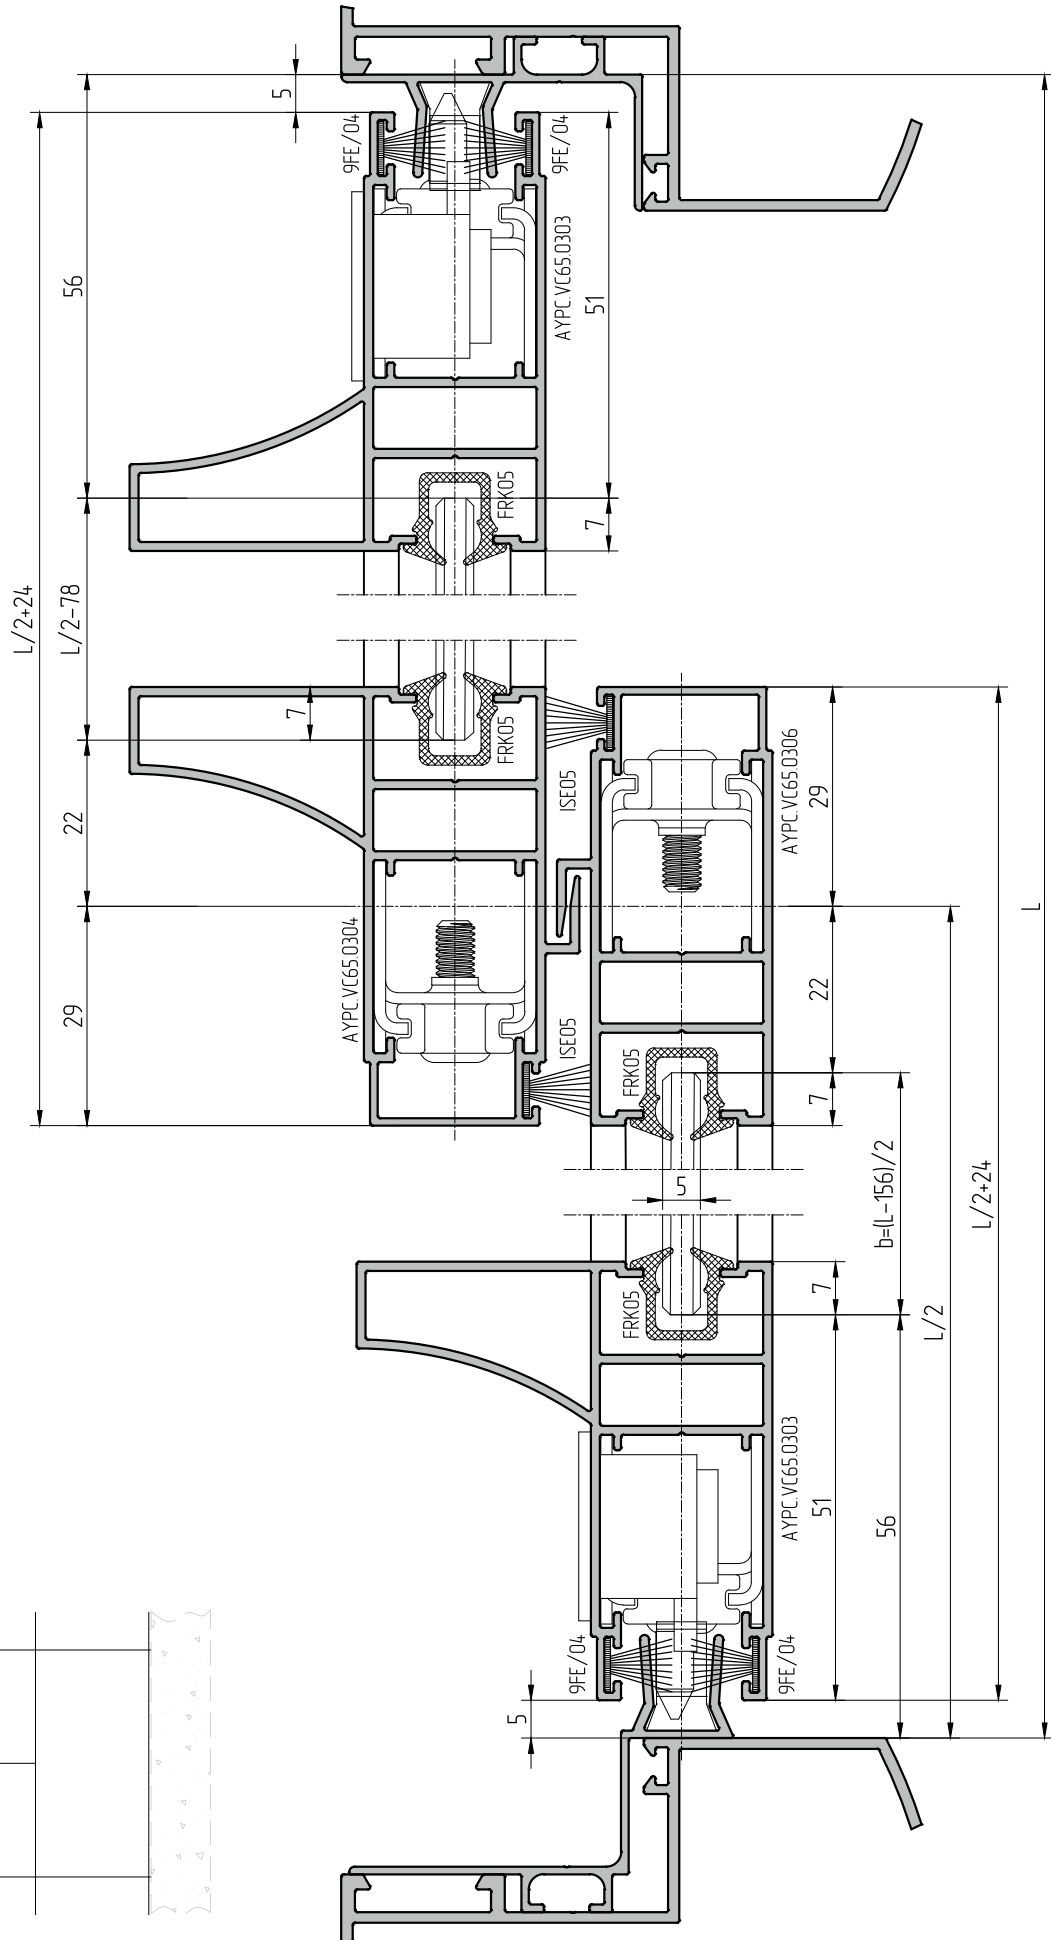 5
9FE/04
9FE/04
56
AYPC.VC65.0303
51
FRK05
7
L/2+24
L/2-78
7
FRK05
ISE05
AYPC.VC65.0306
29
22
L
AYPC.VC65.0304
22
29
ISE05
FRK05
7
5
b=(L-156)/2
L/2+24
7
FRK05
L/2
AYPC.VC65.0303
51
56
9FE/04
9FE/04
5